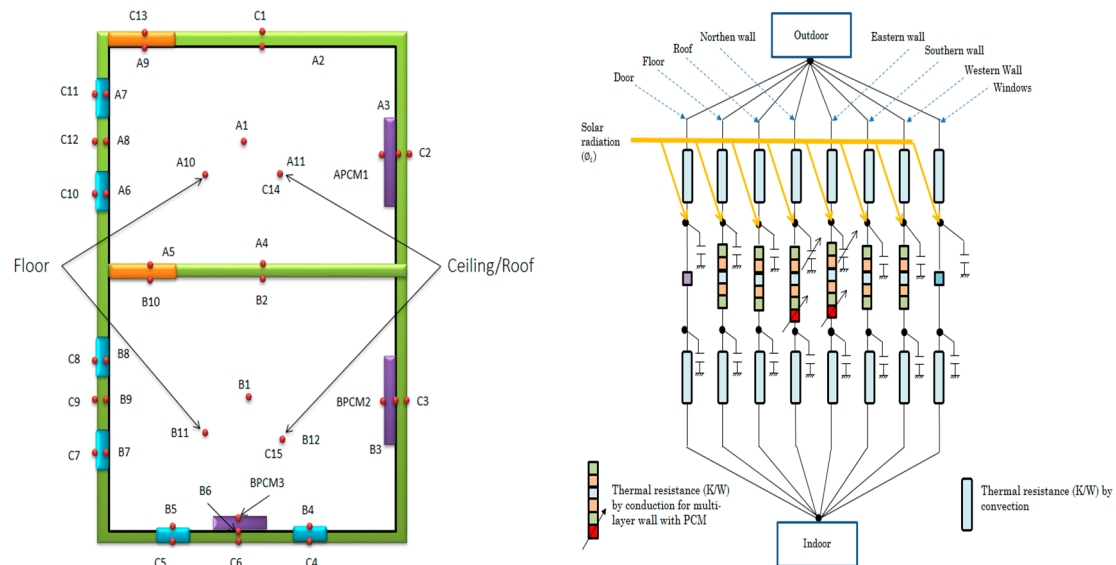 C13
C1
A9
A2
C11
A7
A3
C12
A8
A1
C2
A10
A11
APCM1
C14
C10
A6
Floor
A5
A4
Ceiling/Roof
B10
B2
C8
B8
C9
B9
B1
BPCM2
C3
B11
B12
C15
C7
B7
B3
BPCM3
B6
B5
B4
C5
C6
C4
Outdoor
Northen wall
Eastern wall
Roof
Southern wall
Floor
Western Wall
Door
Windows
Solar
radiation
(Ø₁)
Thermal resistance (K/W)
by conduction for multi-
layer wall with PCM
Thermal resistance (K/W) by
convection
Indoor